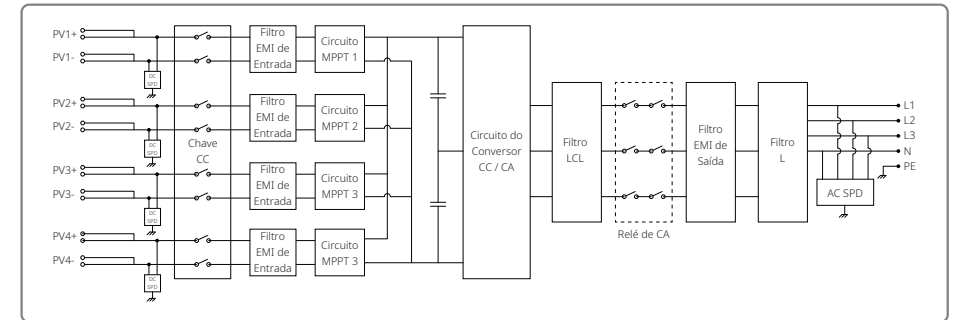 PV1+
PV1-
DC
SPD
Filtro
EMI de
Entrada
Circuito
MPPT 1
PV2+
PV2-
DC
SPD
Chave
CC
Filtro
EMI de
Entrada
Circuito
MPPT 2
PV3+
PV3-
DC
SPD
Filtro
EMI de
Entrada
Circuito
MPPT 3
PV4+
PV4-
DC
SPD
Filtro
EMI de
Entrada
Circuito
MPPT 3
Circuito do
Conversor
CC / CA
Filtro
LCL
Relé de CA
Filtro
EMI de
Saída
Filtro
L
L1
L2
L3
N
PE
AC SPD